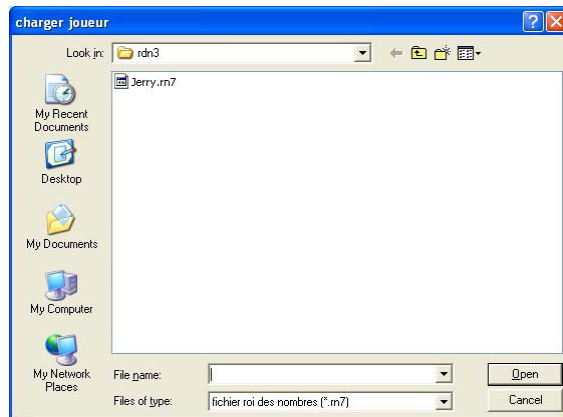 charger joueur
Look in:
rdn3
Jerry.rn7
My Recent
Documents
Desktop
My Documents
My Computer
My Network
Places
File name:
Open
Files of type:
fichier roi des nombres (*.rn7)
Cancel